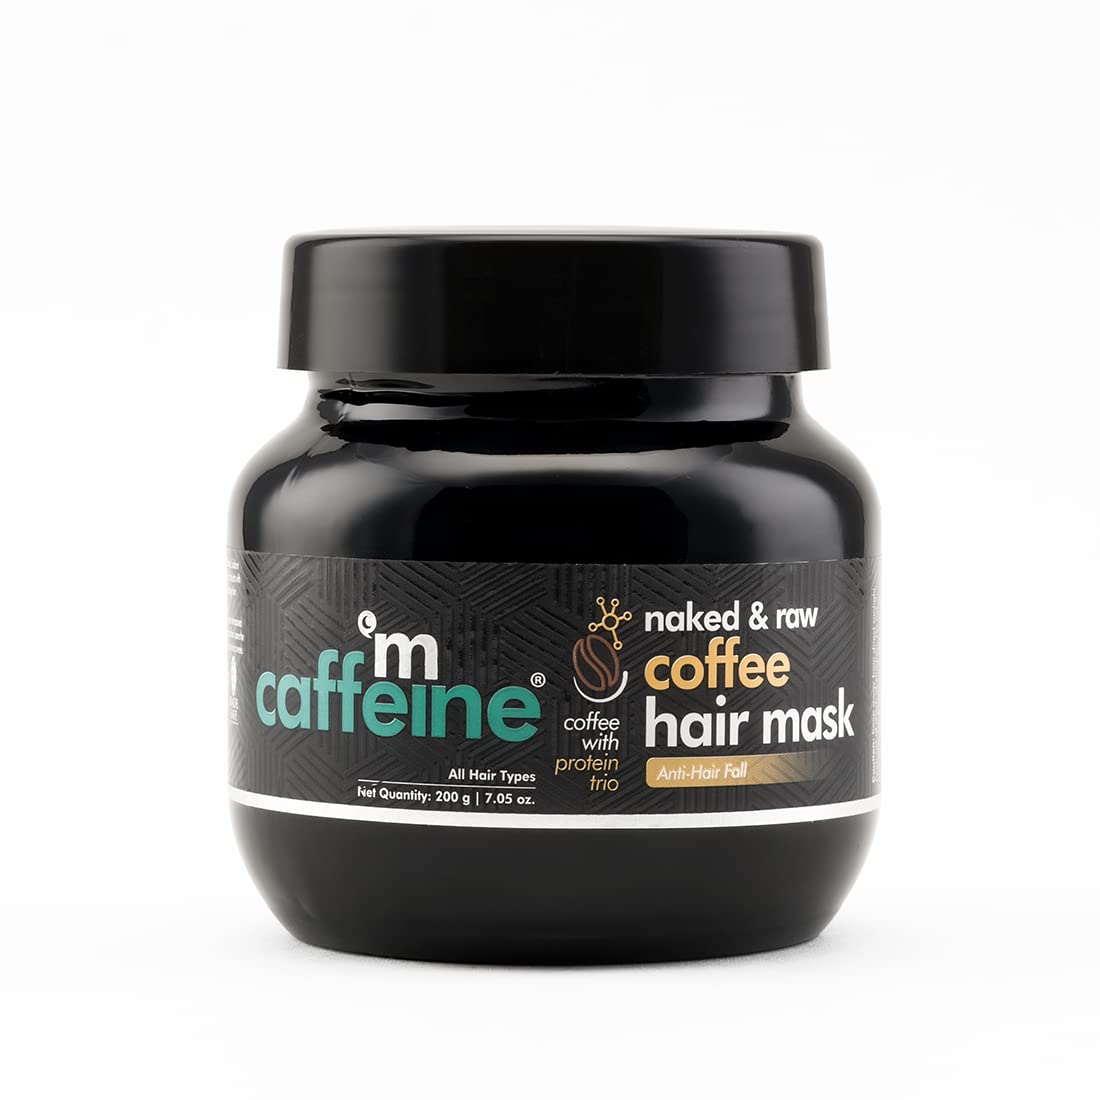 'm
caffeine®
All Hair Types
Net Quantity: 200 g | 7.05 oz.
coffee
with
protein
trio
naked & raw
coffee
hair mask
Anti-Hair Fall